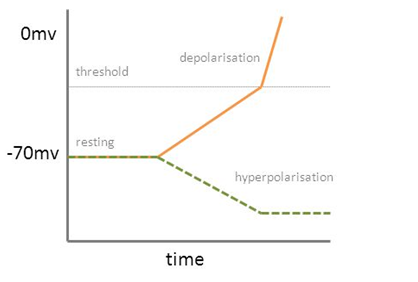 0mv
depolarisation
threshold
resting
-70mv
hyperpolarisation
time